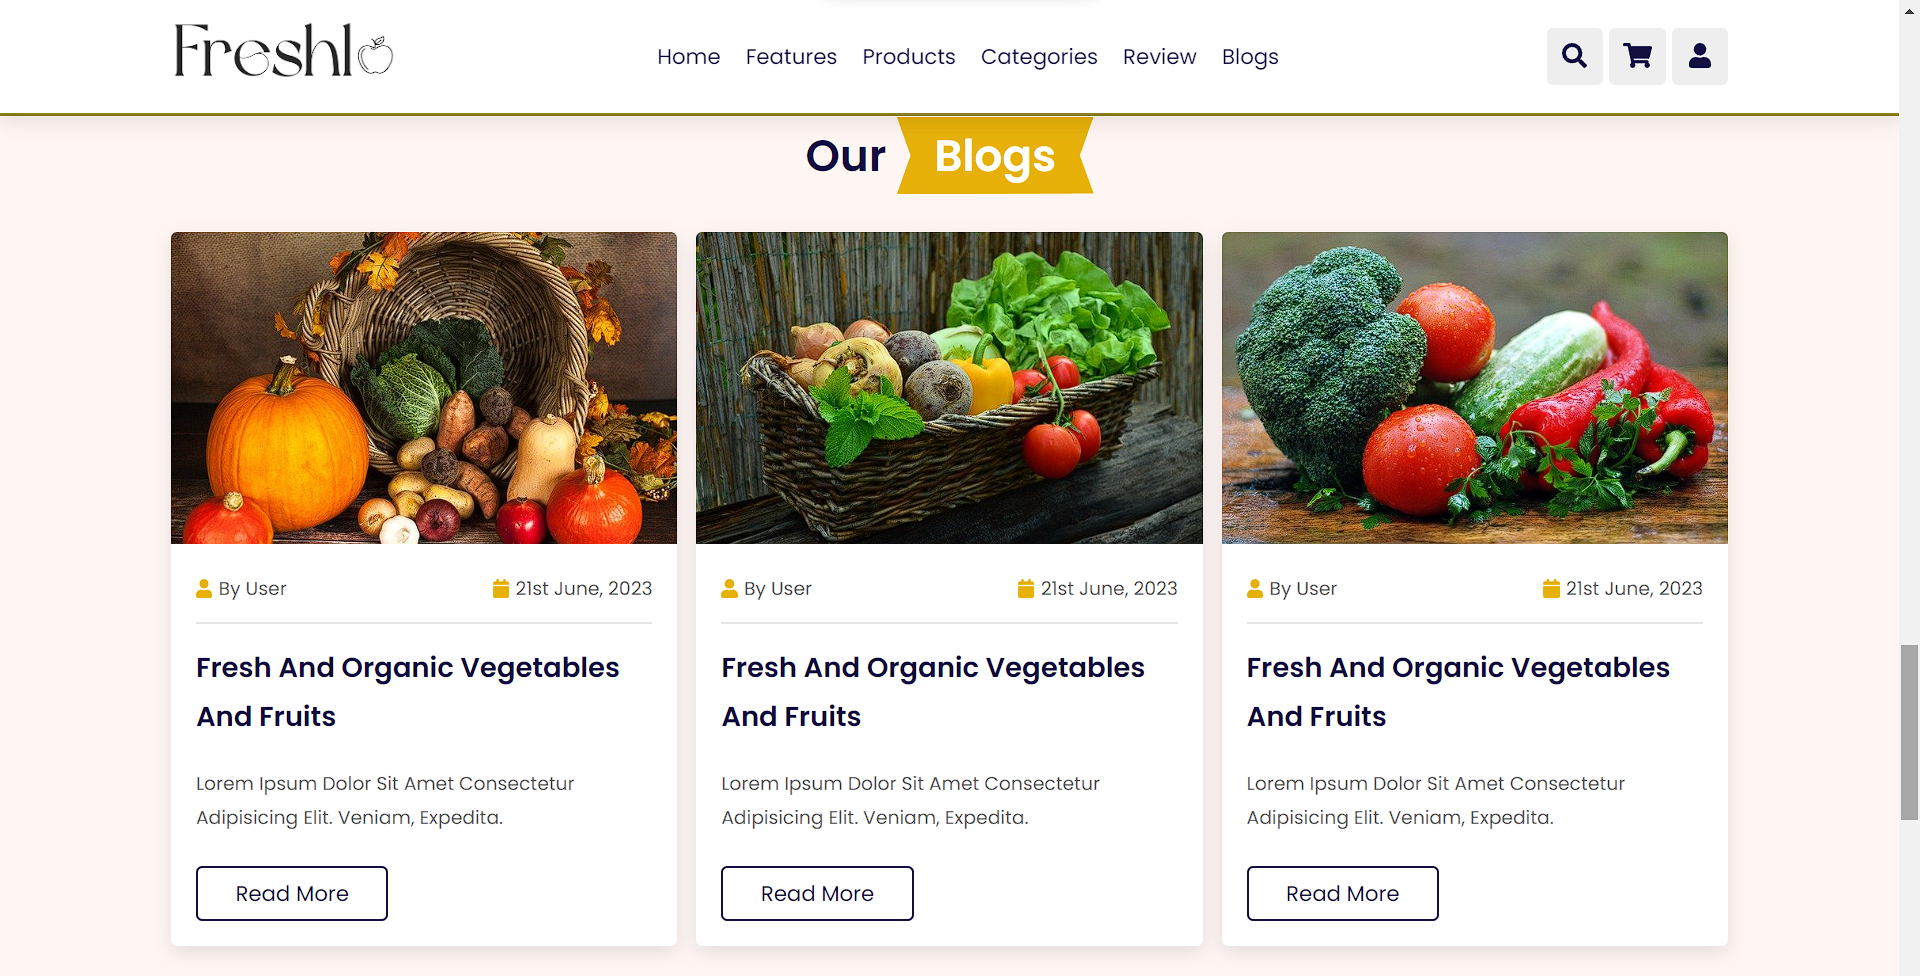 Freshlo
Home Features Products Categories Review Blogs
Our Blogs
By User 21st June, 2023
Fresh And Organic Vegetables
And Fruits
Lorem Ipsum Dolor Sit Amet Consectetur
Adipisicing Elit. Veniam, Expedita.
Read More
By User 21st June, 2023
Fresh And Organic Vegetables
And Fruits
Lorem Ipsum Dolor Sit Amet Consectetur
Adipisicing Elit. Veniam, Expedita.
Read More
By User 21st June, 2023
Fresh And Organic Vegetables
And Fruits
Lorem Ipsum Dolor Sit Amet Consectetur
Adipisicing Elit. Veniam, Expedita.
Read More